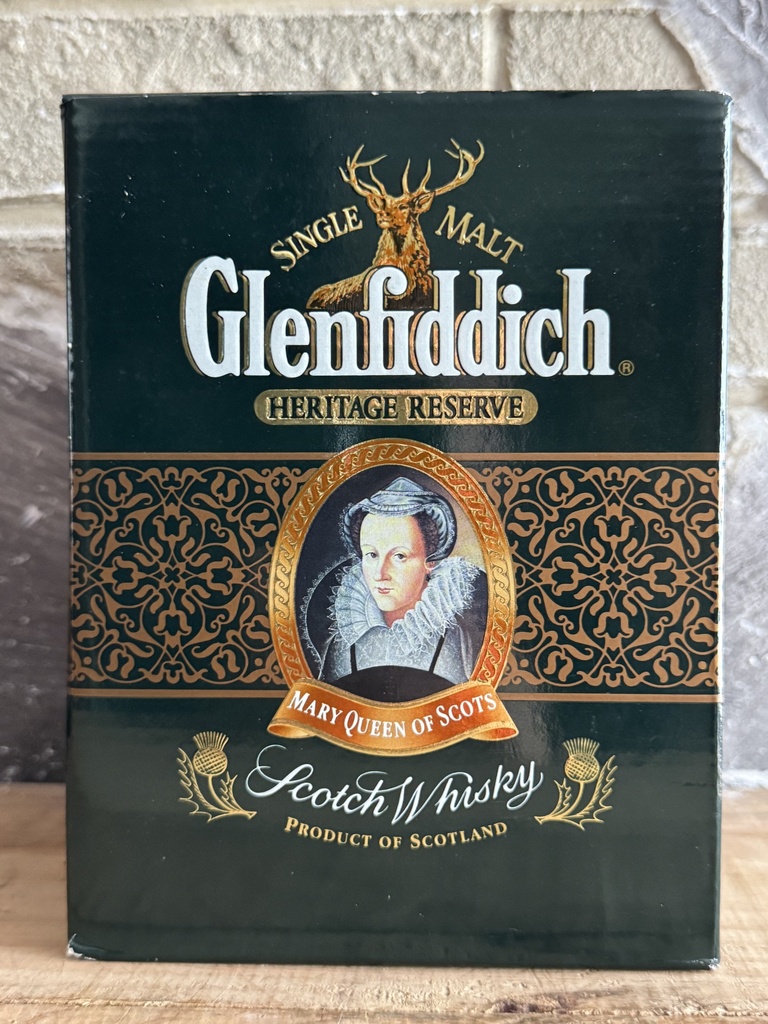 SINGLE MALT
Glenfiddich®
HERITAGE RESERVE
MARY QUEEN OF SCOTS
Scotch Whisky
PRODUCT OF SCOTLAND